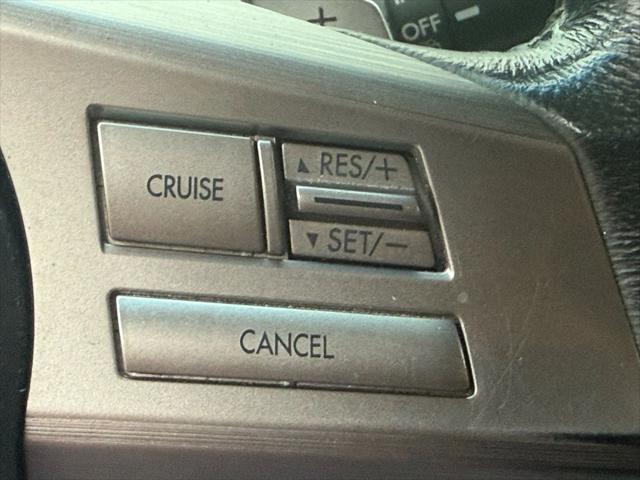 +
OFF
CRUISE
▲ RES/+
▼ SET/−
CANCEL